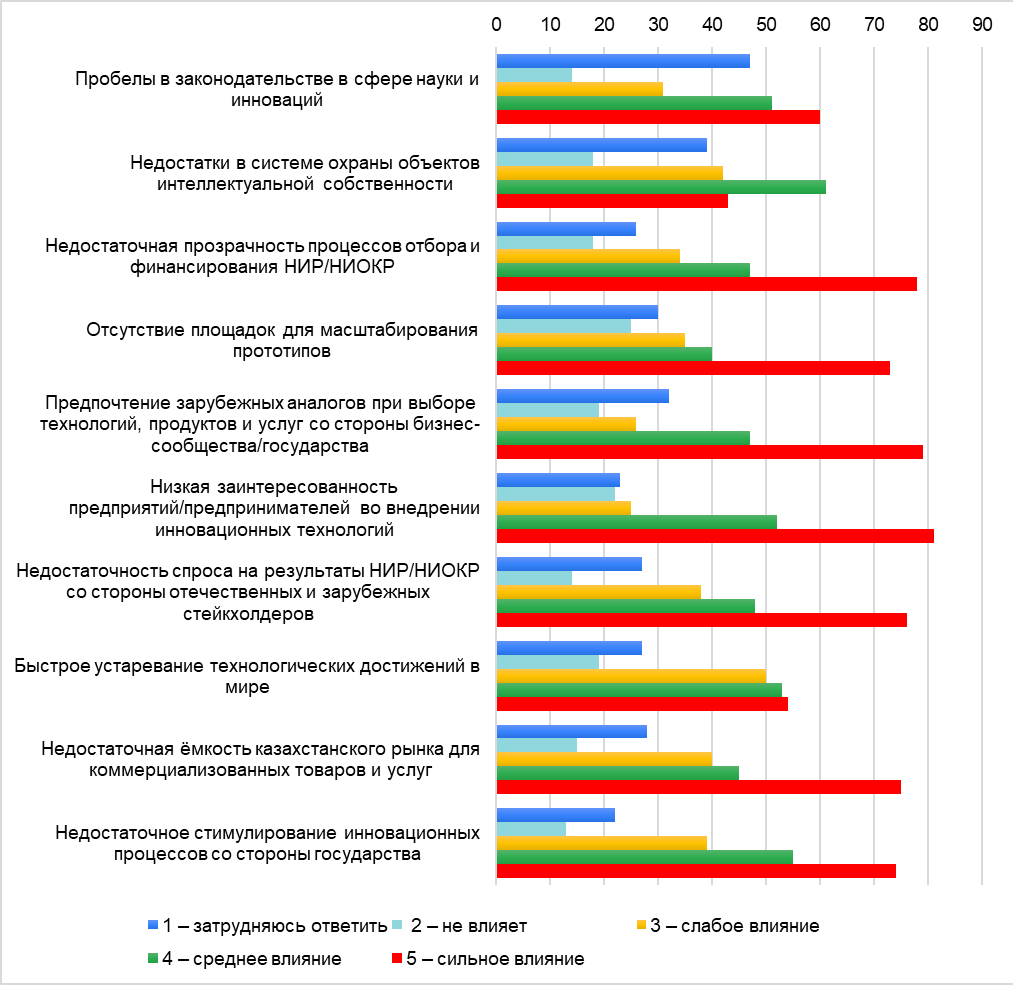 0 10 20 30 40 50 60 70 80 90
Пробелы в законодательстве в сфере науки и
инноваций
Недостатки в системе охраны объектов
интеллектуальной собственности
Недостаточная прозрачность процессов отбора и
финансирования НИР/НИОКР
Отсутствие площадок для масштабирования
прототипов
Предпочтение зарубежных аналогов при выборе
технологий, продуктов и услуг со стороны бизнес-
сообщества/государства
Низкая заинтересованность
предприятий/предпринимателей во внедрении
инновационных технологий
Недостаточность спроса на результаты НИР/НИОКР
со стороны отечественных и зарубежных
стейкхолдеров
Быстрое устаревание технологических достижений в
мире
Недостаточная ёмкость казахстанского рынка для
коммерциализованных товаров и услуг
Недостаточное стимулирование инновационных
процессов со стороны государства
1 – затрудняюсь ответить 2 – не влияет 3 – слабое влияние
4 – среднее влияние 5 – сильное влияние